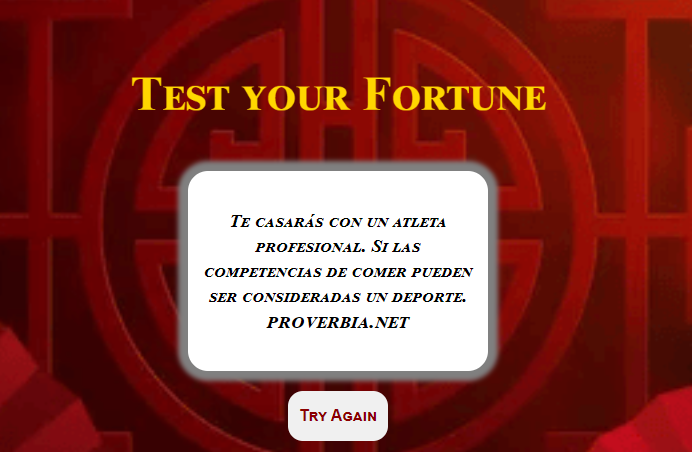 Test your Fortune
Te casarás con un atleta
profesional. Si las
competencias de comer pueden
ser consideradas un deporte.
PROVERBIA.NET
Try Again